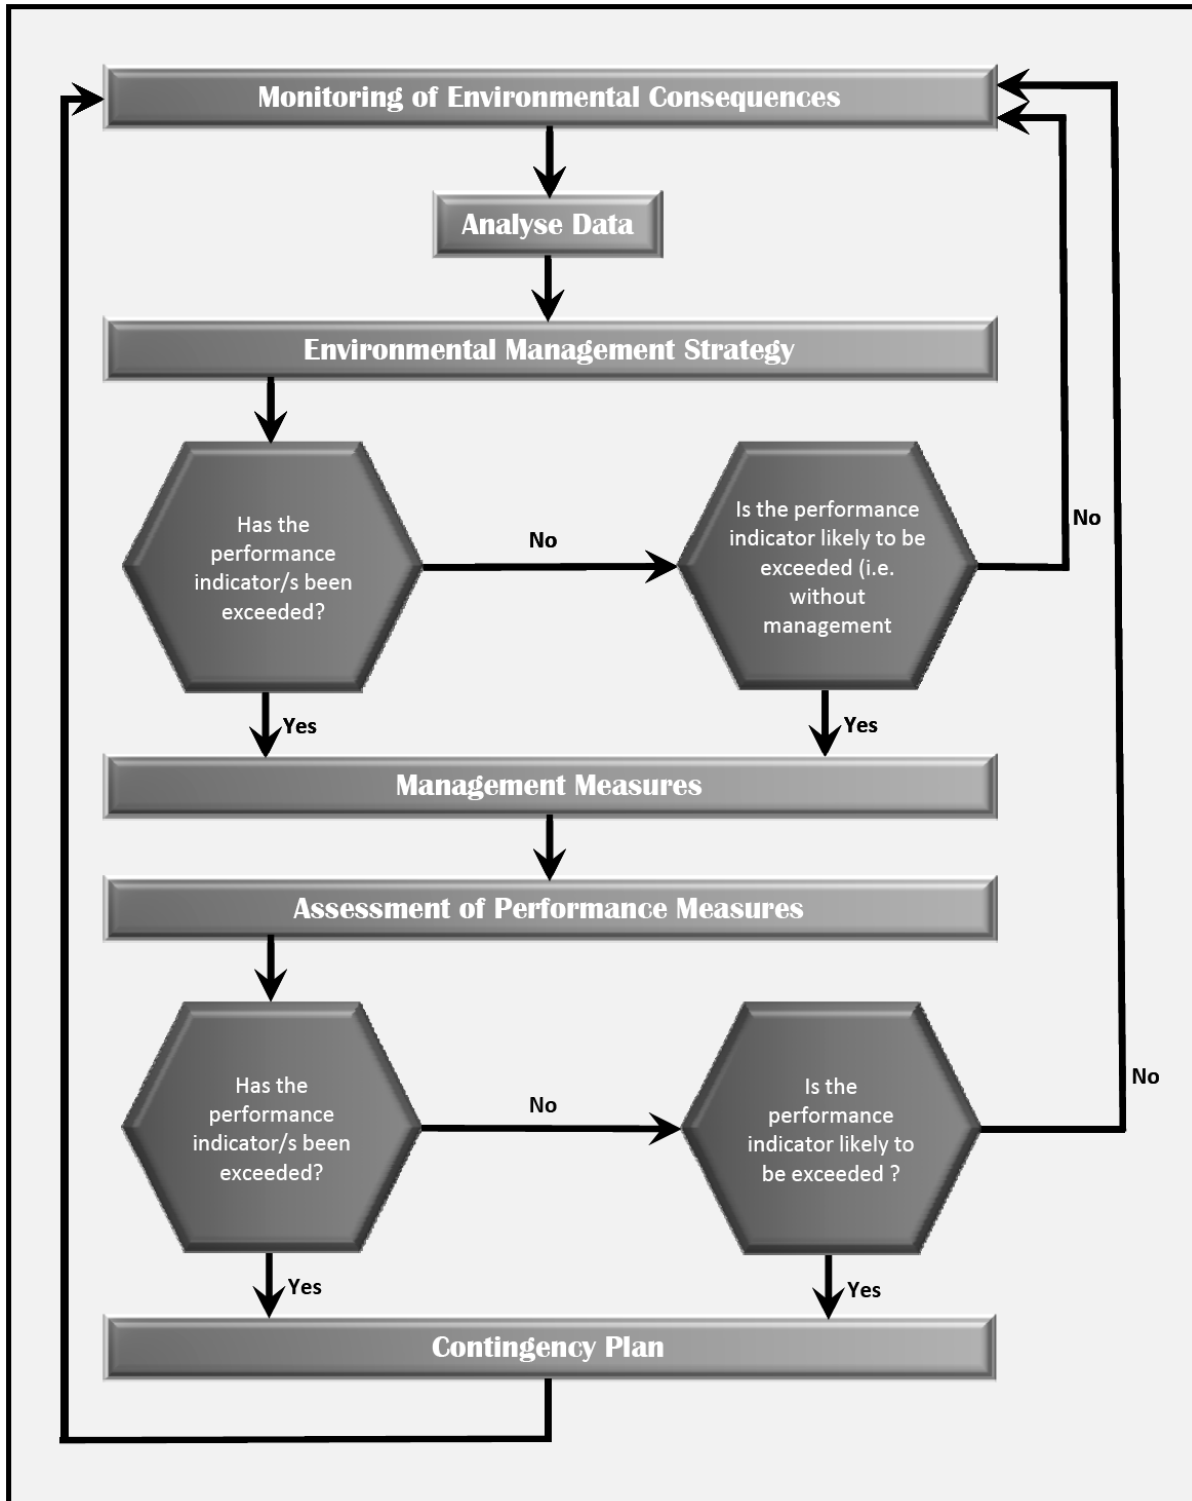 Monitoring of Environmental Consequences
Analyse Data
Environmental Management Strategy
Has the
performance
indicator/s been
exceeded?
No
Is the performance
indicator likely to be
exceeded (i.e.
without
management
No
Yes
Yes
Management Measures
Assessment of Performance Measures
Has the
performance
indicator/s been
exceeded?
No
Is the
performance
indicator likely to
be exceeded ?
No
Yes
Yes
Contingency Plan